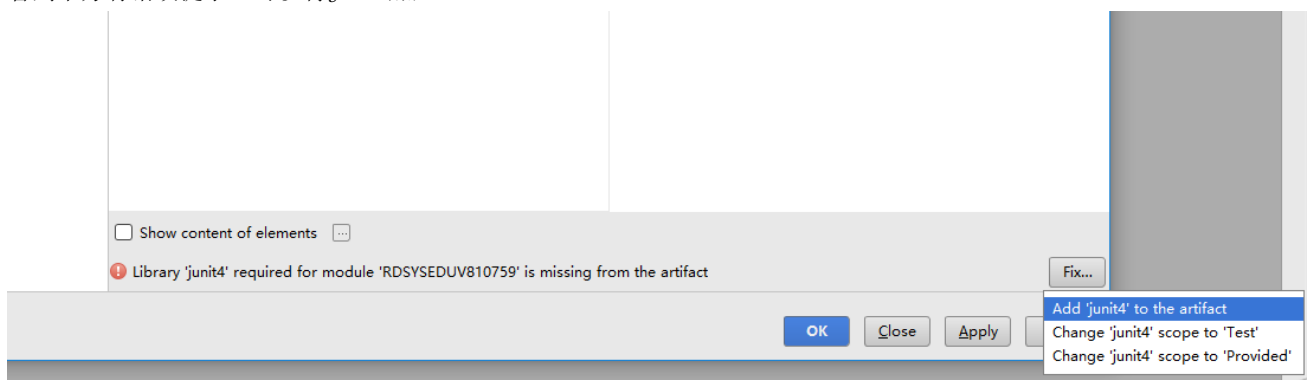 Show content of elements
Library 'junit4' required for module 'RDSYSEDUV810759' is missing from the artifact
Fix...
Add 'junit4' to the artifact
OK
Close
Apply
Change 'junit4' scope to 'Test'
Change 'junit4' scope to 'Provided'